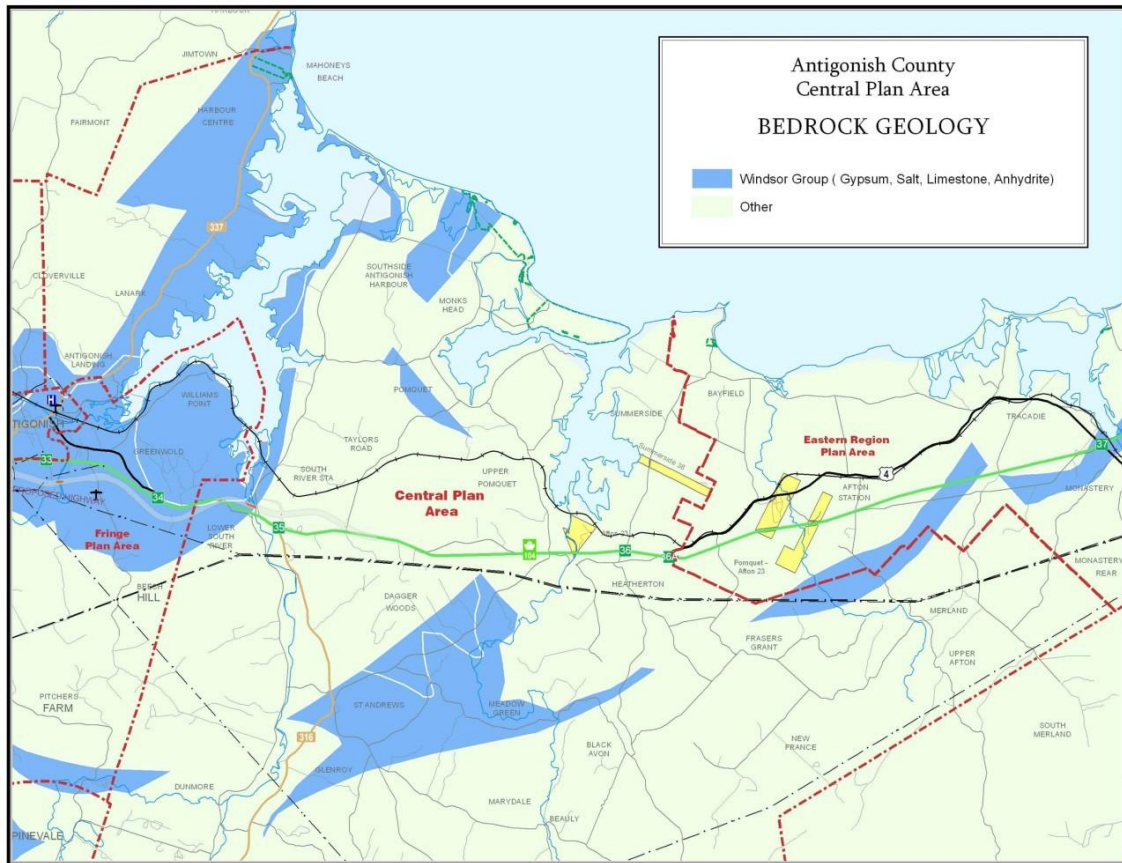 HARBOUR
JIMTOWN
MAHONEYS
BEACH
Antigonish County
Central Plan Area
BEDROCK GEOLOGY
Windsor Group ( Gypsum, Salt, Limestone, Anhydrite)
Other
FAIRMONT
HARBOUR
CENTRE
337
CLOVERVILLE
LANARK
SOUTHSIDE
ANTIGONISH
HARBOUR
MONKS
HEAD
ANTIGONISH
LANDING
H
WILLIAMS
POINT
POMQUET
SUMMERSIDE
BAYFIELD
TRACADIE
TIGONISH
33
GREENWOLD
TAYLORS
ROAD
SOUTH
RIVER STA
UPPER
POMQUET
Summerside 38
Eastern Region
Plan Area
4
37
AFTON
STATION
MONASTERY
34
Central Plan
Area
Fringe
Plan Area
LOWER
SOUTH
RIVER
35
104
36
HEATHERTON
Pomquet -
Afton 23
MONASTERY
REAR
BEECH
HILL
DAGGER
WOODS
MERLAND
FRASERS
GRANT
UPPER
AFTON
PITCHERS
FARM
ST ANDREWS
MEADOW
GREEN
316
BLACK
AVON
NEW
FRANCE
SOUTH
MERLAND
GLENROY
DUNMORE
MARYDALE
BEAULY
PINEVALE